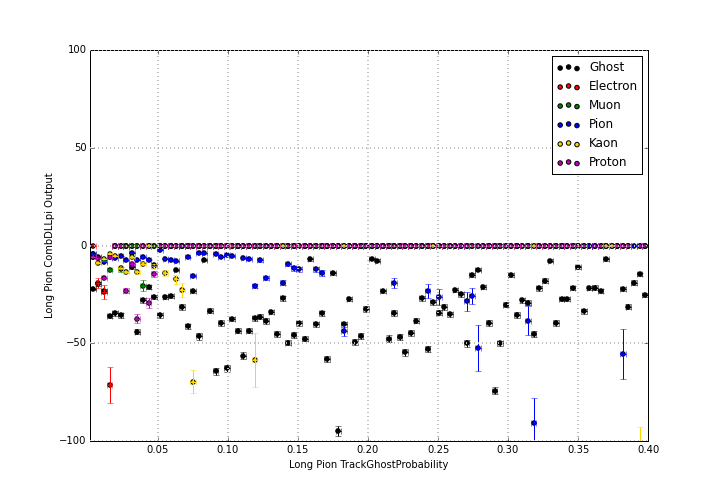 100
50
0
−50
−100
Long Pion CombDLLpi Output
Ghost
Electron
Muon
Pion
Kaon
Proton
0.05 0.10 0.15 0.20 0.25 0.30 0.35 0.40
Long Pion TrackGhostProbability